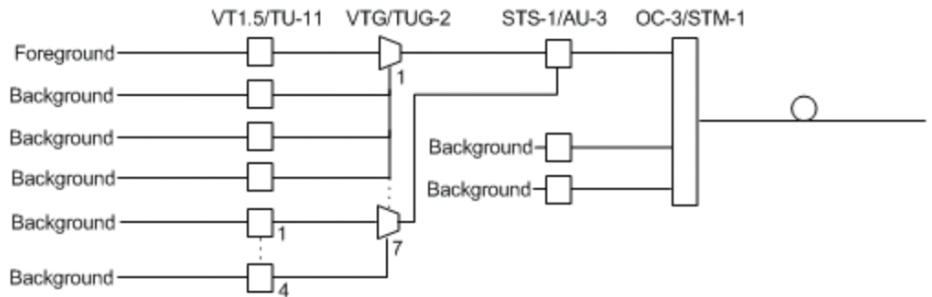 VT1.5/TU-11 VTG/TUG-2 STS-1/AU-3 OC-3/STM-1
Foreground
1
Background
Background
Background
Background
Background
Background
1
7
Background
4